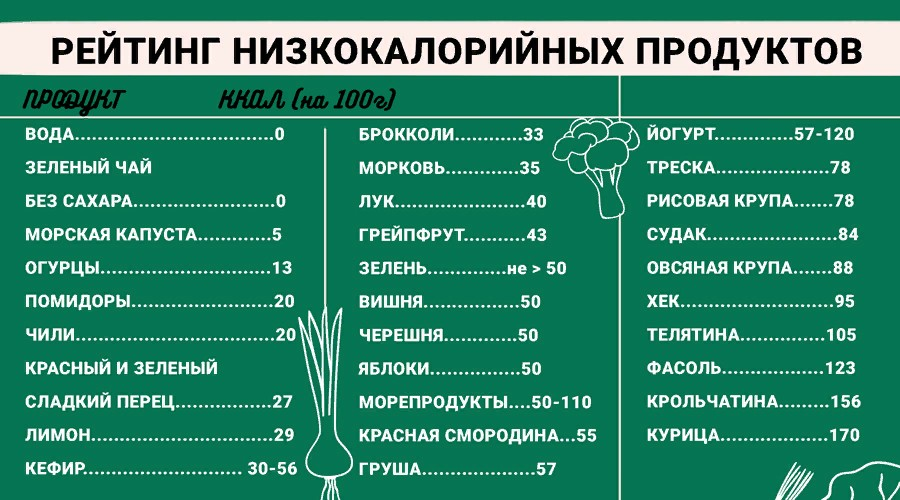 РЕЙТИНГ НИЗКОКАЛОРИЙНЫХ ПРОДУКТОВ
ПРОДУКТ ККАЛ (на 100г)
ВОДА..............................0
ЗЕЛЕНЫЙ ЧАЙ
БЕЗ САХАРА.....................0
МОРСКАЯ КАПУСТА...........5
ОГУРЦЫ.........................13
ПОМИДОРЫ.....................20
ЧИЛИ..............................20
КРАСНЫЙ И ЗЕЛЕНЫЙ
СЛАДКИЙ ПЕРЕЦ..............27
ЛИМОН...........................29
КЕФИР........................ 30-56
БРОККОЛИ..........33
МОРКОВЬ...........35
ЛУК....................40
ГРЕЙПФРУТ.........43
ЗЕЛЕНЬ............не > 50
ВИШНЯ...............50
ЧЕРЕШНЯ...........50
ЯБЛОКИ..............50
МОРЕПРОДУКТЫ....50-110
КРАСНАЯ СМОРОДИНА...55
ГРУША.................57
ЙОГУРТ............57-120
ТРЕСКА.................78
РИСОВАЯ КРУПА......78
СУДАК....................84
ОВСЯНАЯ КРУПА......88
ХЕК.......................95
ТЕЛЯТИНА.............105
ФАСОЛЬ................123
КРОЛЬЧАТИНА........156
КУРИЦА.................170